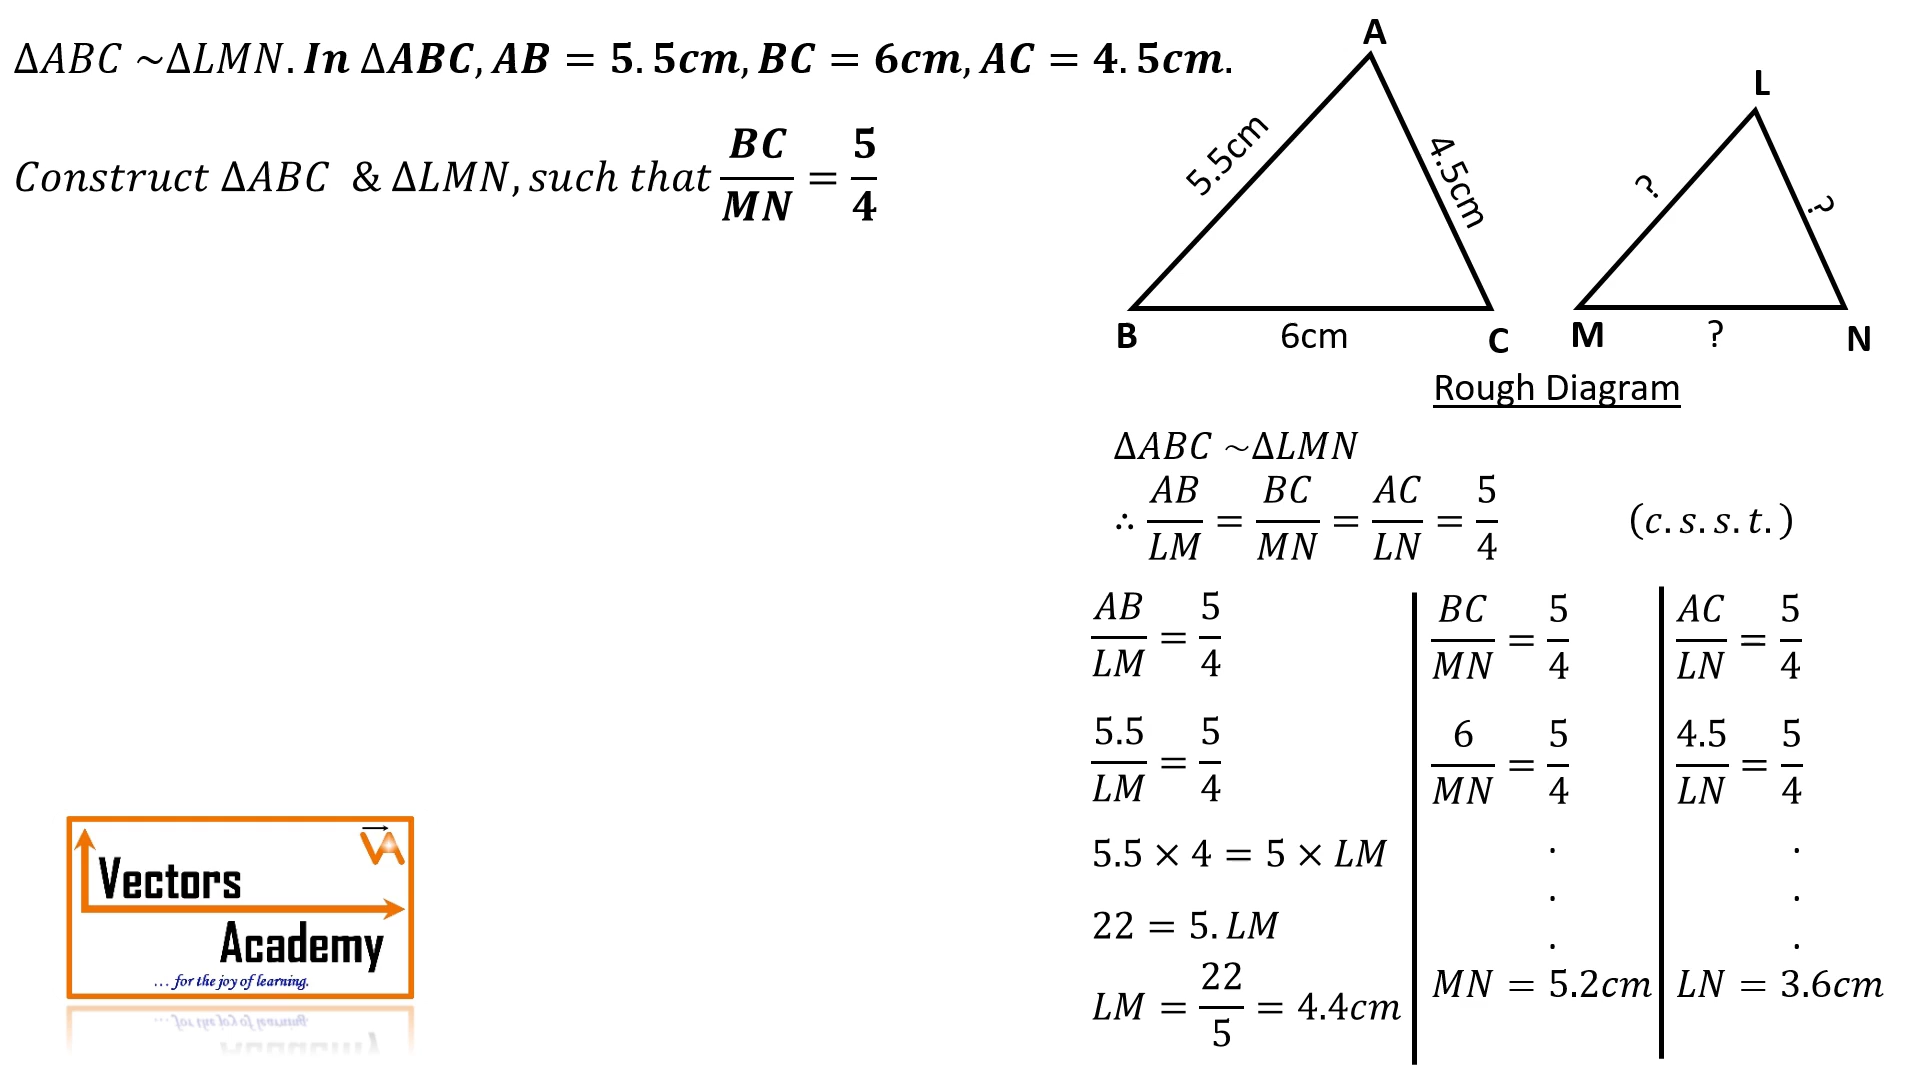 ΔABC ~ΔLMN. In ΔABC, AB = 5.5cm, BC = 6cm, AC = 4.5cm.
Construct ΔABC & ΔLMN, such that BC/MN = 5/4
A
5.5cm
4.5cm
B
6cm
C
L
?
?
M
?
N
Rough Diagram
ΔABC ~ΔLMN
∴ AB/LM = BC/MN = AC/LN = 5/4 (c.s.s.t.)
AB/LM = 5/4
5.5/LM = 5/4
5.5 × 4 = 5 × LM
22 = 5.LM
LM = 22/5 = 4.4cm
BC/MN = 5/4
6/MN = 5/4
.
.
.
MN = 5.2cm
AC/LN = 5/4
4.5/LN = 5/4
.
.
.
LN = 3.6cm
VA
Vectors
Academy
... for the joy of learning.